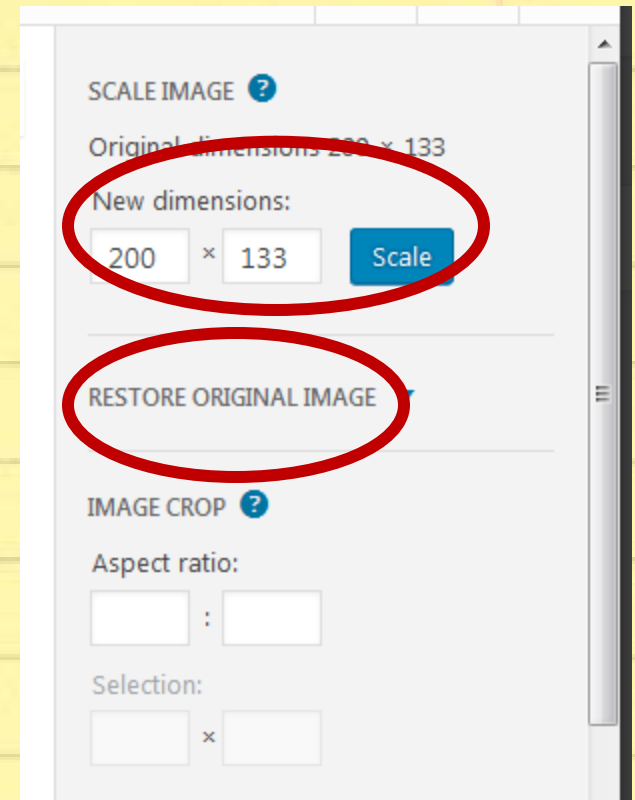 SCALE IMAGE ?
Original dimensions 200 × 133
New dimensions:
200 × 133 Scale
RESTORE ORIGINAL IMAGE
IMAGE CROP ?
Aspect ratio:
:
Selection:
×